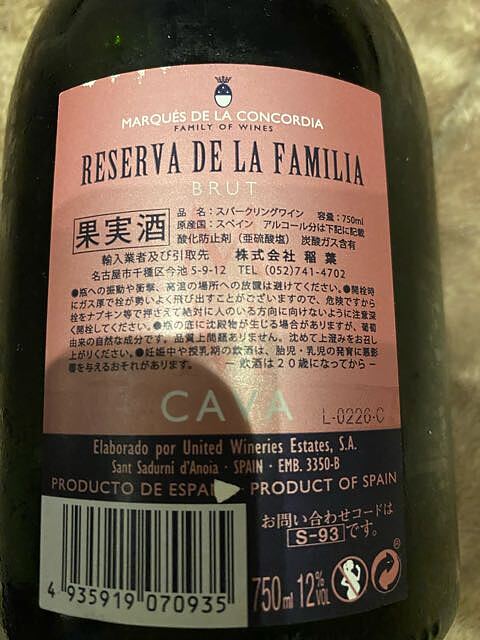 MARQUÉS DE LA CONCORDIA
FAMILY OF WINES
RESERVA DE LA FAMILIA
BRUT
果実酒
品名：スパークリングワイン 容量：750ml
原産国：スペイン アルコール分は下記に記載
酸化防止剤（亜硫酸塩） 炭酸ガス含有
輸入業者及び引取先 株式会社 稲葉
名古屋市千種区今池5-9-12 TEL (052)741-4702
●瓶への振動や衝撃、高温の場所への放置は避けてください。●開栓時
にガス厚で栓が勢いよく飛び出すことがございますので、危険ですから
栓をナプキン等で押さえて絶対に人のいる方向に向けないように注意深
く開栓してください。●瓶の底に沈殿物が生じる場合がありますが、葡萄
由来の自然な成分です。品質上問題ありません。沈めて上澄みをお召し
上がりください。●妊娠中や授乳期の飲酒は、胎児・乳児の発育に悪影
響を与えるおそれがあります。 ー飲酒は20歳になってからー
CAVA
L-0226-C
Elaborado por United Wineries Estates, S.A.
Sant Sadurní d'Anoia · SPAIN · EMB. 3350-B
PRODUCTO DE ESPA PRODUCT OF SPAIN
お問い合わせコードは
S-93 です。
4 935919 070935
750ml 12% VOL